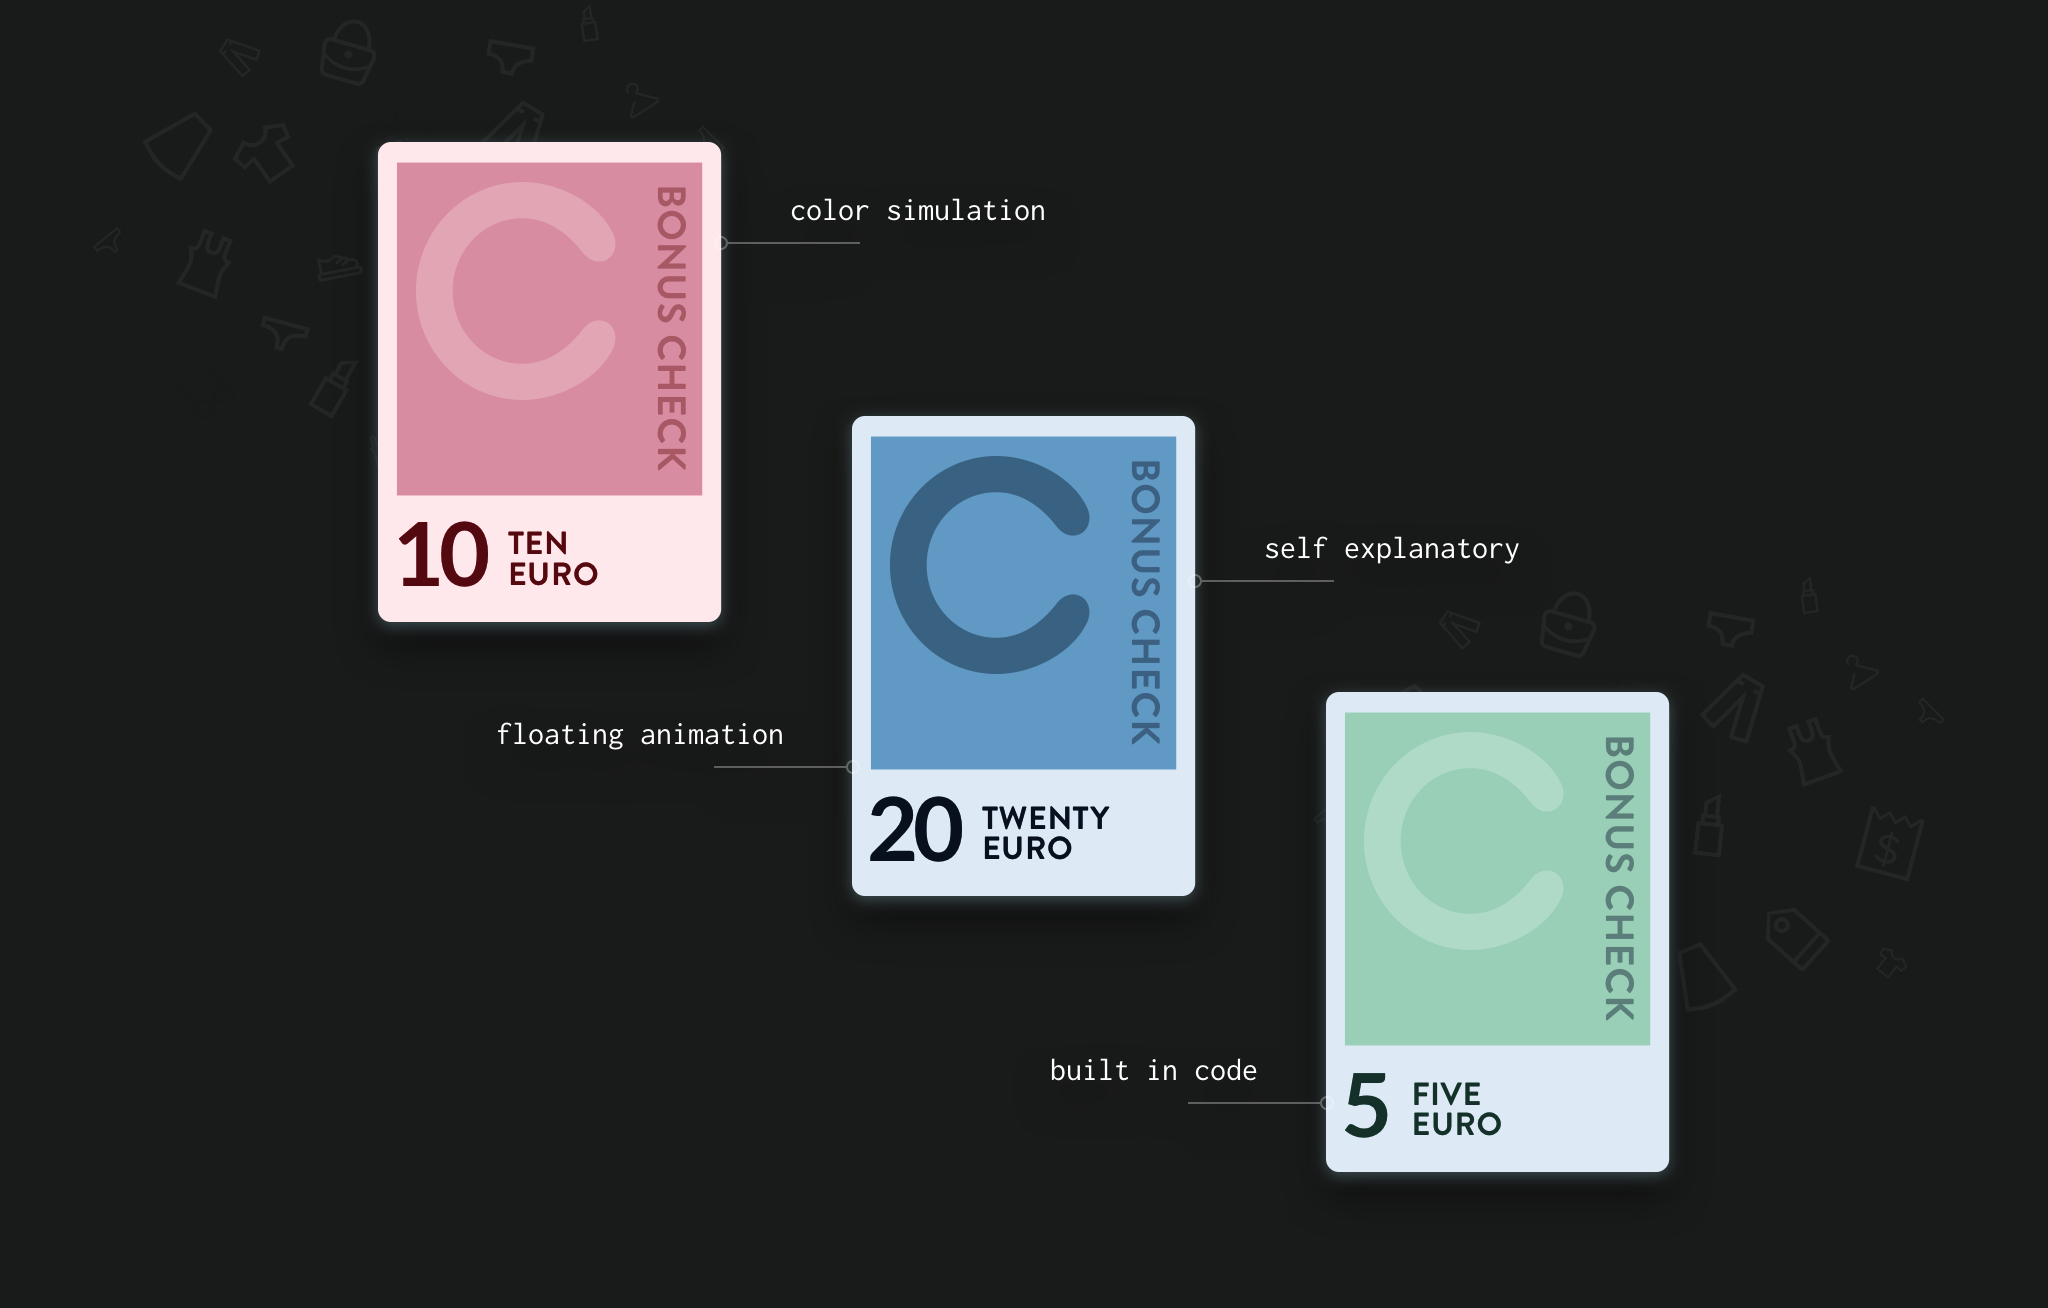 color simulation
C
BONUS CHECK
10 TEN
EURO
self explanatory
C
BONUS CHECK
floating animation
20 TWENTY
EURO
C
BONUS CHECK
$
built in code
5 FIVE
EURO